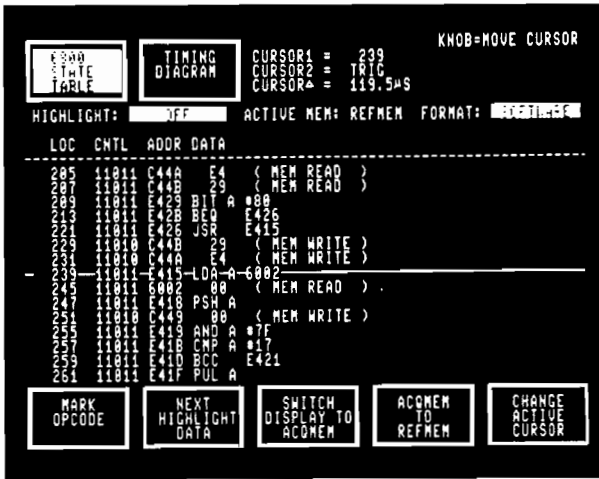 KNOB=MOVE CURSOR
6800 STATE TABLE
TIMING DIAGRAM
CURSOR1 = 239
CURSOR2 = TRIG
CURSOR△ = 119.5µS
HIGHLIGHT: OFF ACTIVE MEM: REFMEM FORMAT: SOFTWARE
LOC CNTL ADDR DATA
205 11011 C44A E4 ( MEM READ )
207 11011 C44B 29 ( MEM READ )
209 11011 E429 BIT A #80
213 11011 E42B BEQ E426
221 11011 E426 JSR E415
229 11010 C44B 29 ( MEM WRITE )
231 11010 C44A E4 ( MEM WRITE )
239 11011 E415 LDA A 6002
245 11011 6002 00 ( MEM READ )
247 11011 E418 PSH A
251 11010 C449 00 ( MEM WRITE )
255 11011 E419 AND A #7F
257 11011 E41B CMP A #17
259 11011 E41D BCC E421
261 11011 E41F PUL A
MARK OPCODE
NEXT HIGHLIGHT DATA
SWITCH DISPLAY TO ACQMEM
ACQMEM TO REFMEM
CHANGE ACTIVE CURSOR